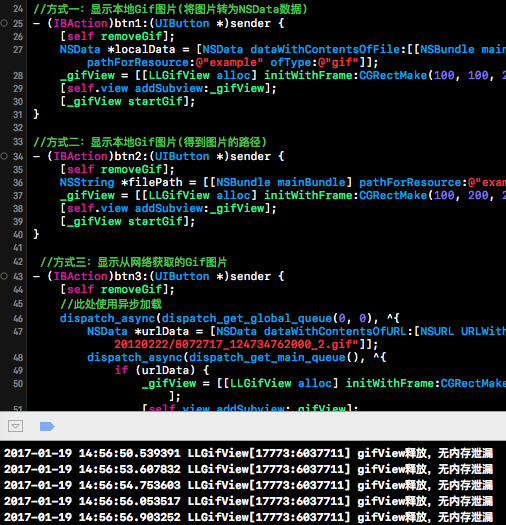 24 //方式一：显示本地Gif图片(将图片转为NSData数据)
25 - (IBAction)btn1:(UIButton *)sender {
26 [self removeGif];
27 NSData *localData = [NSData dataWithContentsOfFile:[[NSBundle main
pathForResource:@"example" ofType:@"gif"]];
28 _gifView = [[LLGifView alloc] initWithFrame:CGRectMake(100, 100, 2
29 [self.view addSubview:_gifView];
30 [_gifView startGif];
31 }
32
33 //方式二：显示本地Gif图片(得到图片的路径)
34 - (IBAction)btn2:(UIButton *)sender {
35 [self removeGif];
36 NSString *filePath = [[NSBundle mainBundle] pathForResource:@"exam
37 _gifView = [[LLGifView alloc] initWithFrame:CGRectMake(100, 200, 2
38 [self.view addSubview:_gifView];
39 [_gifView startGif];
40 }
41
42 //方式三：显示从网络获取的Gif图片
43 - (IBAction)btn3:(UIButton *)sender {
44 [self removeGif];
45 //此处使用异步加载
46 dispatch_async(dispatch_get_global_queue(0, 0), ^{
47 NSData *urlData = [NSData dataWithContentsOfURL:[NSURL URLWith
20120222/8072717_124734762000_2.gif"]];
48 dispatch_async(dispatch_get_main_queue(), ^{
49 if (urlData) {
50 _gifView = [[LLGifView alloc] initWithFrame:CGRectMake
];
51 [self.view addSubview:_gifView];
2017-01-19 14:56:50.539391 LLGifView[17773:6037711] gifView释放，无内存泄漏
2017-01-19 14:56:53.607832 LLGifView[17773:6037711] gifView释放，无内存泄漏
2017-01-19 14:56:54.753603 LLGifView[17773:6037711] gifView释放，无内存泄漏
2017-01-19 14:56:56.053517 LLGifView[17773:6037711] gifView释放，无内存泄漏
2017-01-19 14:56:56.903252 LLGifView[17773:6037711] gifView释放，无内存泄漏